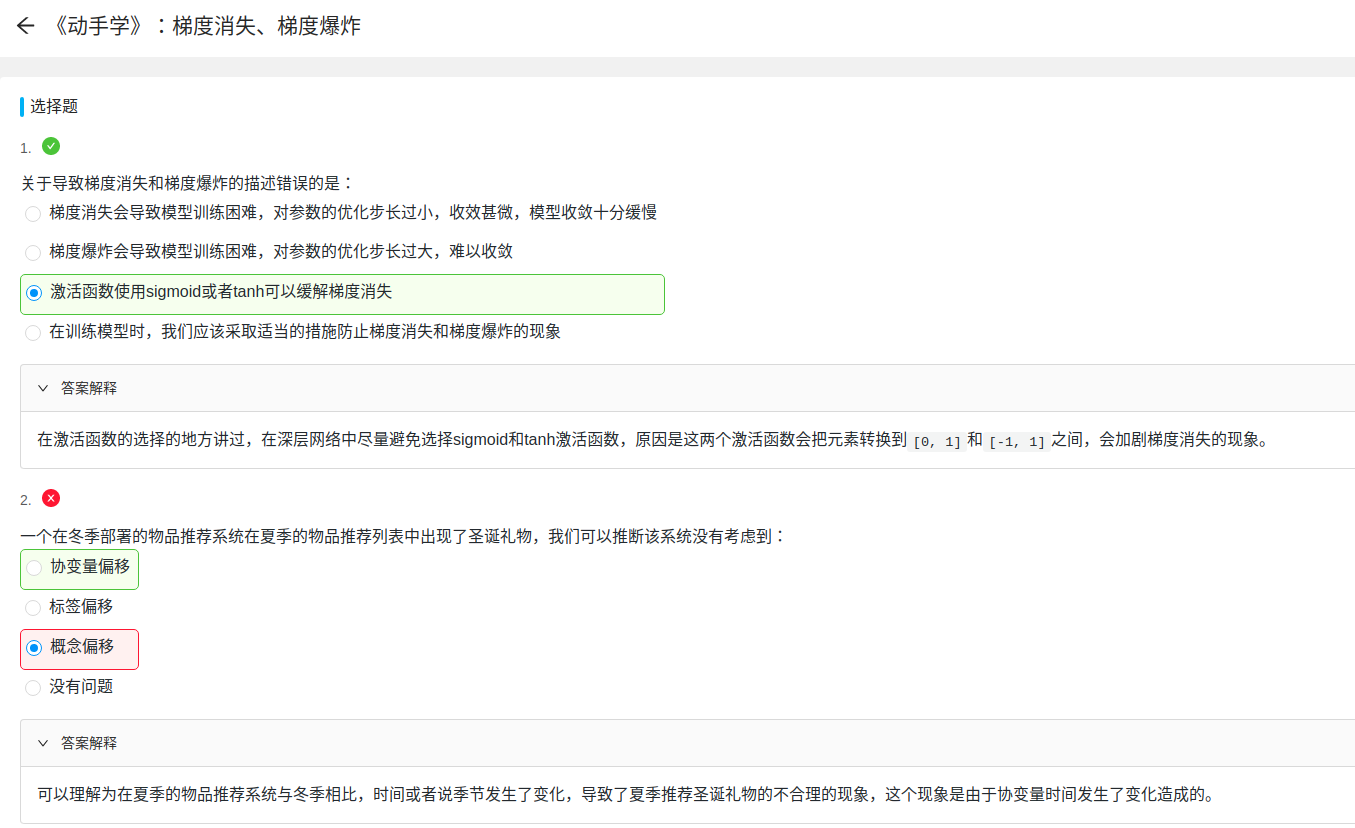 《动手学》：梯度消失、梯度爆炸
选择题
1.
关于导致梯度消失和梯度爆炸的描述错误的是：
梯度消失会导致模型训练困难，对参数的优化步长过小，收效甚微，模型收敛十分缓慢
梯度爆炸会导致模型训练困难，对参数的优化步长过大，难以收敛
激活函数使用sigmoid或者tanh可以缓解梯度消失
在训练模型时，我们应该采取适当的措施防止梯度消失和梯度爆炸的现象
答案解释
在激活函数的选择的地方讲过，在深层网络中尽量避免选择sigmoid和tanh激活函数，原因是这两个激活函数会把元素转换到 [0, 1] 和 [-1, 1] 之间，会加剧梯度消失的现象。
2.
一个在冬季部署的物品推荐系统在夏季的物品推荐列表中出现了圣诞礼物，我们可以推断该系统没有考虑到：
协变量偏移
标签偏移
概念偏移
没有问题
答案解释
可以理解为在夏季的物品推荐系统与冬季相比，时间或者说季节发生了变化，导致了夏季推荐圣诞礼物的不合理的现象，这个现象是由于协变量时间发生了变化造成的。